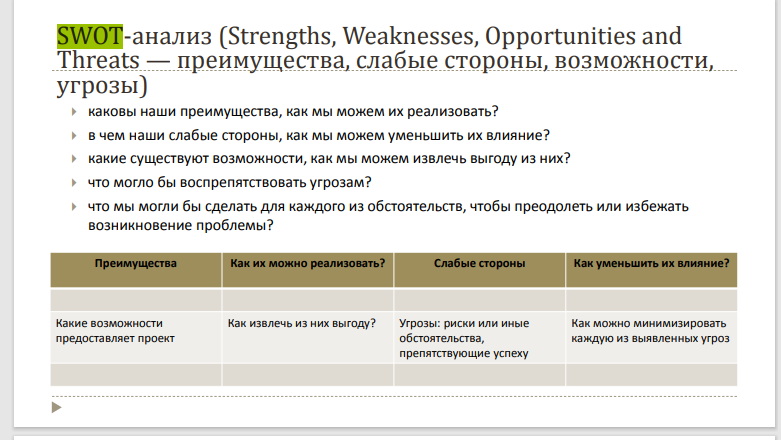 SWOT-анализ (Strengths, Weaknesses, Opportunities and
Threats — преимущества, слабые стороны, возможности,
угрозы)
каковы наши преимущества, как мы можем их реализовать?
в чем наши слабые стороны, как мы можем уменьшить их влияние?
какие существуют возможности, как мы можем извлечь выгоду из них?
что могло бы воспрепятствовать угрозам?
что мы могли бы сделать для каждого из обстоятельств, чтобы преодолеть или избежать
возникновение проблемы?
Преимущества Как их можно реализовать? Слабые стороны Как уменьшить их влияние?
Какие возможности
предоставляет проект
Как извлечь из них выгоду?
Угрозы: риски или иные
обстоятельства,
препятствующие успеху
Как можно минимизировать
каждую из выявленных угроз